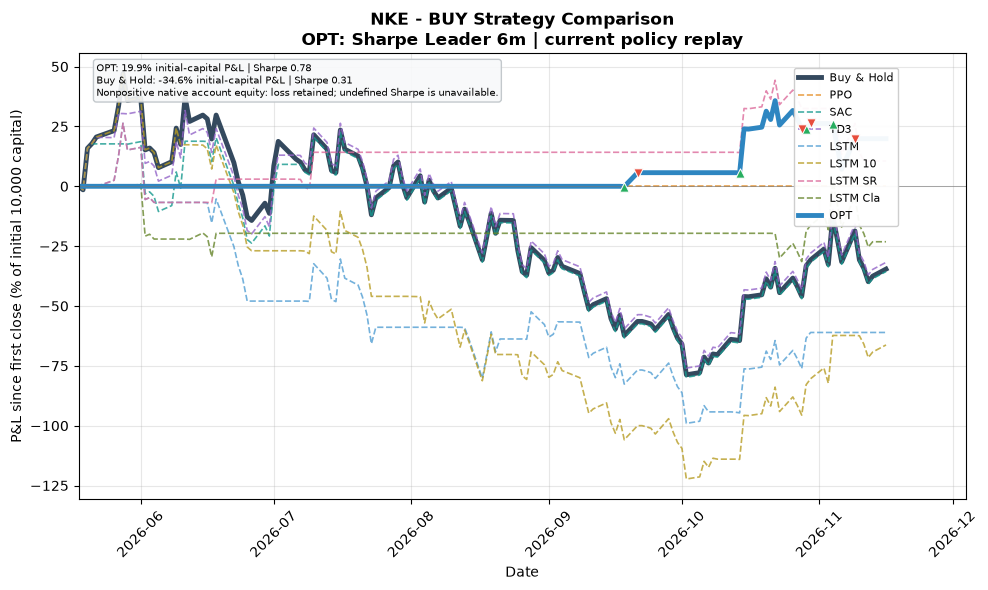 NKE - BUY Strategy Comparison
OPT: Sharpe Leader 6m | current policy replay
OPT: 19.9% initial-capital P&L | Sharpe 0.78
Buy & Hold: -34.6% initial-capital P&L | Sharpe 0.31
Nonpositive native account equity: loss retained; undefined Sharpe is unavailable.
Buy & Hold
PPO
SAC
TD3
LSTM
LSTM 10
LSTM SR
LSTM Cla
OPT
P&L since first close (% of initial 10,000 capital)
50
25
0
−25
−50
−75
−100
−125
2026-06
2026-07
2026-08
2026-09
2026-10
2026-11
2026-12
Date